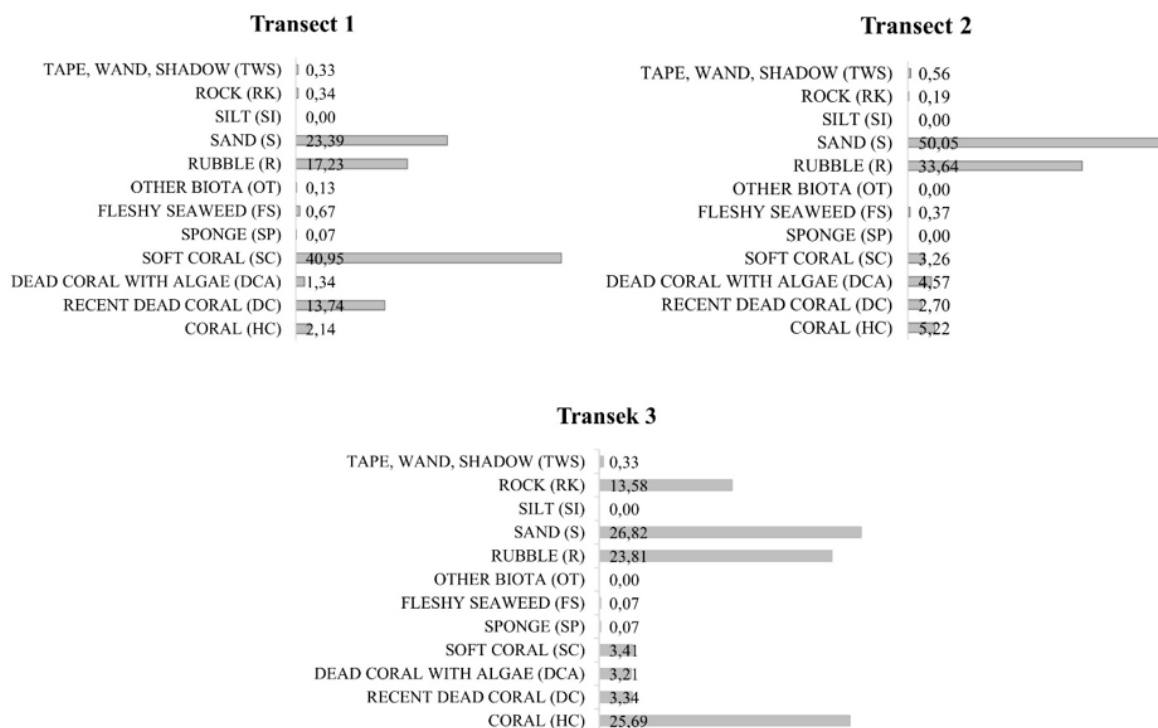 Transect 1
TAPE, WAND, SHADOW (TWS) 0,33
ROCK (RK) 0,34
SILT (SI) 0,00
SAND (S) 23,39
RUBBLE (R) 17,23
OTHER BIOTA (OT) 0,13
FLESHY SEAWEED (FS) 0,67
SPONGE (SP) 0,07
SOFT CORAL (SC) 40,95
DEAD CORAL WITH ALGAE (DCA) 1,34
RECENT DEAD CORAL (DC) 13,74
CORAL (HC) 2,14
Transect 2
TAPE, WAND, SHADOW (TWS) 0,56
ROCK (RK) 0,19
SILT (SI) 0,00
SAND (S) 50,05
RUBBLE (R) 33,64
OTHER BIOTA (OT) 0,00
FLESHY SEAWEED (FS) 0,37
SPONGE (SP) 0,00
SOFT CORAL (SC) 3,26
DEAD CORAL WITH ALGAE (DCA) 4,57
RECENT DEAD CORAL (DC) 2,70
CORAL (HC) 5,22
Transek 3
TAPE, WAND, SHADOW (TWS) 0,33
ROCK (RK) 13,58
SILT (SI) 0,00
SAND (S) 26,82
RUBBLE (R) 23,81
OTHER BIOTA (OT) 0,00
FLESHY SEAWEED (FS) 0,07
SPONGE (SP) 0,07
SOFT CORAL (SC) 3,41
DEAD CORAL WITH ALGAE (DCA) 3,21
RECENT DEAD CORAL (DC) 3,34
CORAL (HC) 25,69